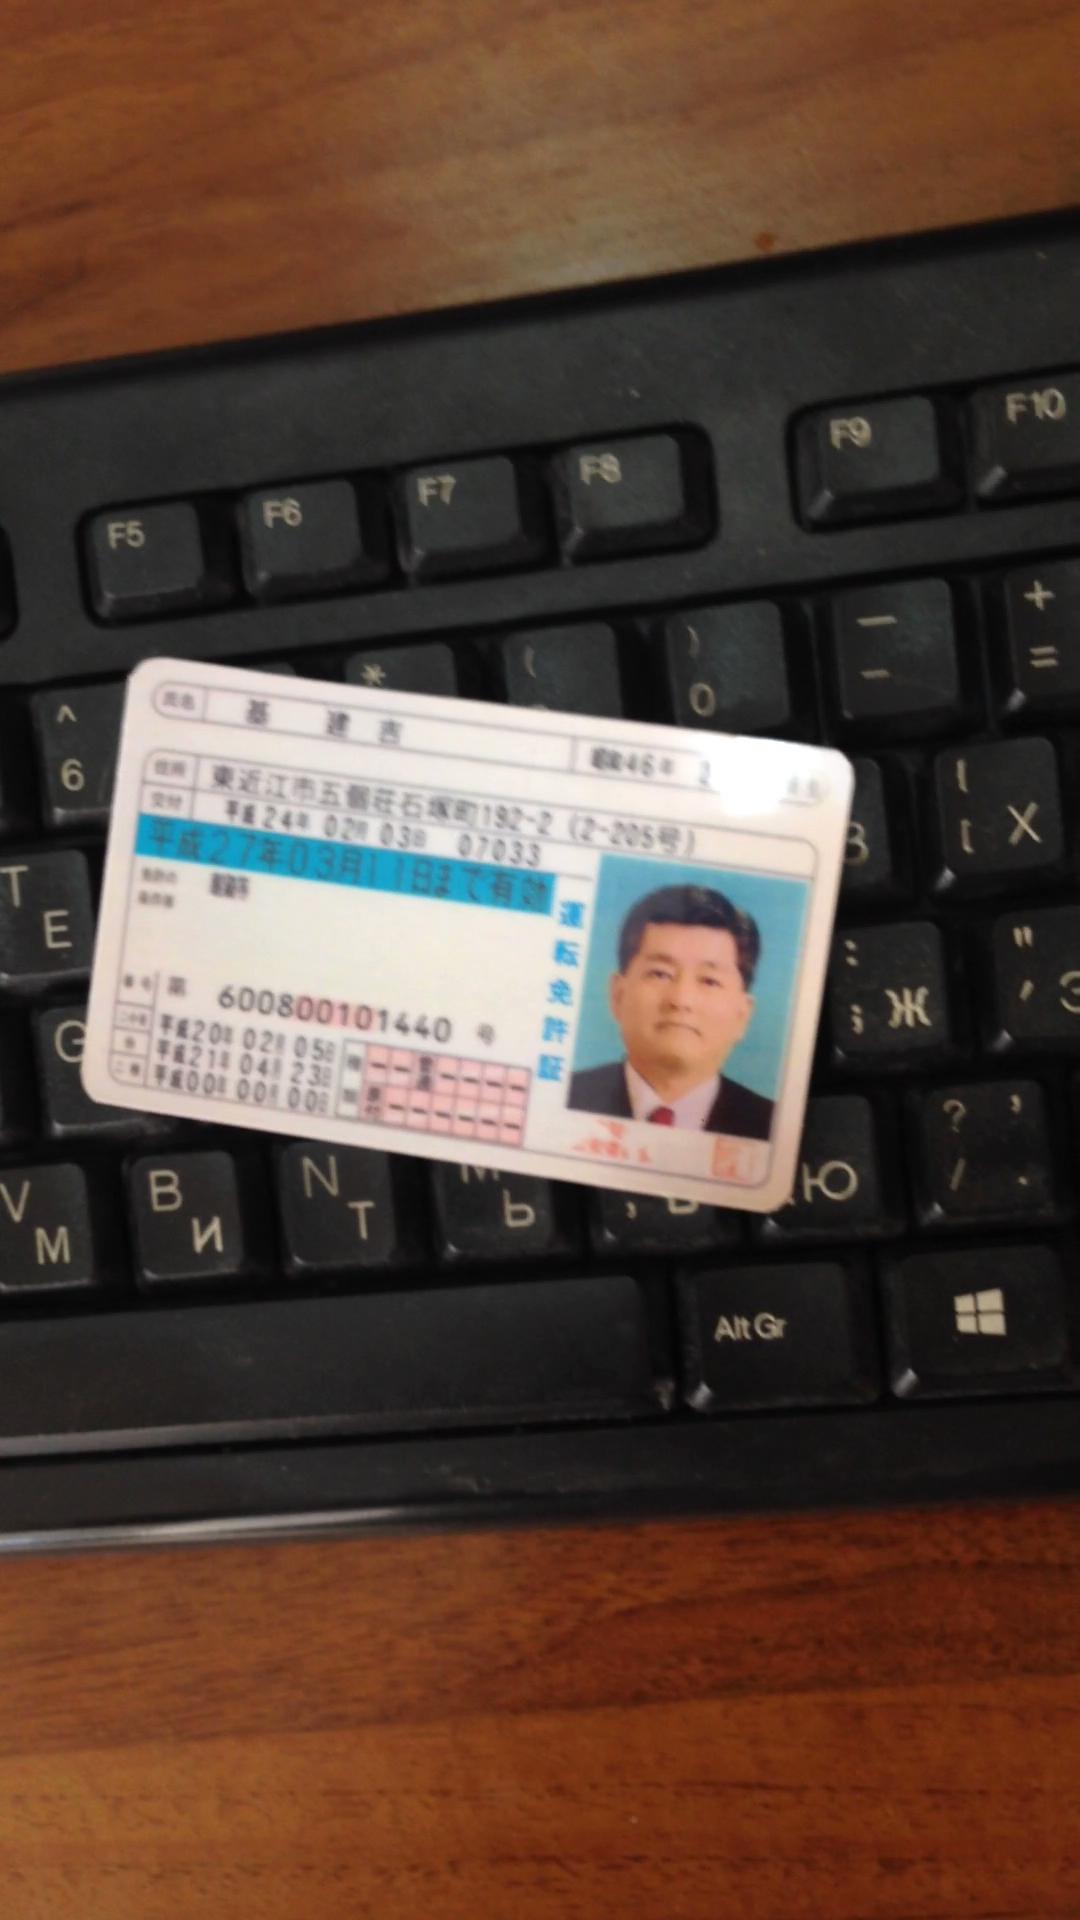 F5 F6 F7 F8 F9 F10
^ * ( ) — +
6 0 - =
氏名 基 建吉 昭和46年 2
住所 東近江市五個荘石塚町192-2 (2-205号)
交付 平成24年 02月 03日 07033
平成27年03月11日まで有効
免許の
条件等
運転免許証
番号 第 600800101440 号
二・小・原 平成20年 02月 05日
他 平成21年 04月 23日
二種 平成00年 00月 00日
T E
G
[ [ Х
: ; Ж
" '
V М
B И
N Т
M Ь
Ю
? , / .
Alt Gr